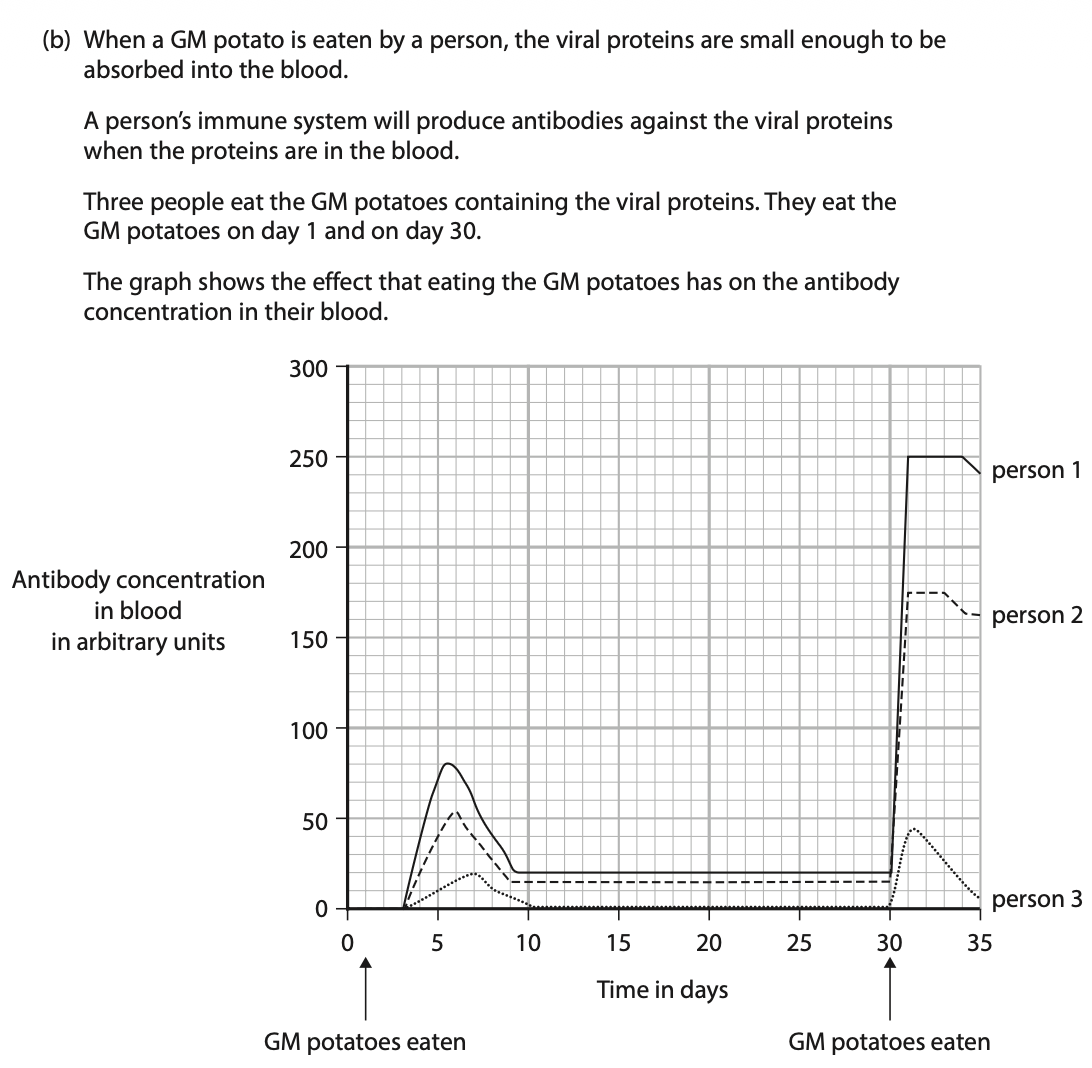 (b) When a GM potato is eaten by a person, the viral proteins are small enough to be
absorbed into the blood.
A person's immune system will produce antibodies against the viral proteins
when the proteins are in the blood.
Three people eat the GM potatoes containing the viral proteins. They eat the
GM potatoes on day 1 and on day 30.
The graph shows the effect that eating the GM potatoes has on the antibody
concentration in their blood.
300
250
200
150
100
50
0
Antibody concentration
in blood
in arbitrary units
person 1
person 2
person 3
0 5 10 15 20 25 30 35
Time in days
GM potatoes eaten
GM potatoes eaten